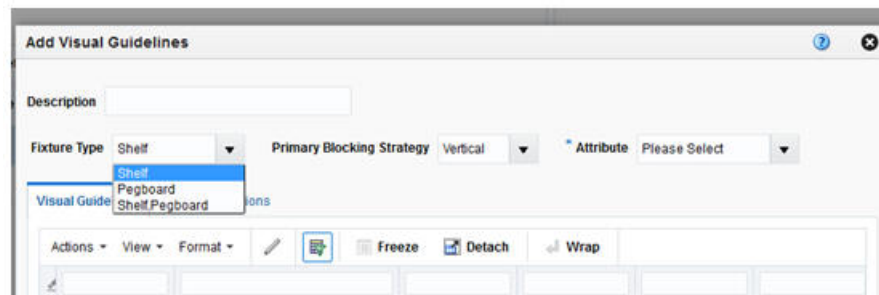 Add Visual Guidelines
Description
Fixture Type Shelf Primary Blocking Strategy Vertical * Attribute Please Select
Shelf
Pegboard
Shelf,Pegboard
Visual Guide ions
Actions View Format Freeze Detach Wrap